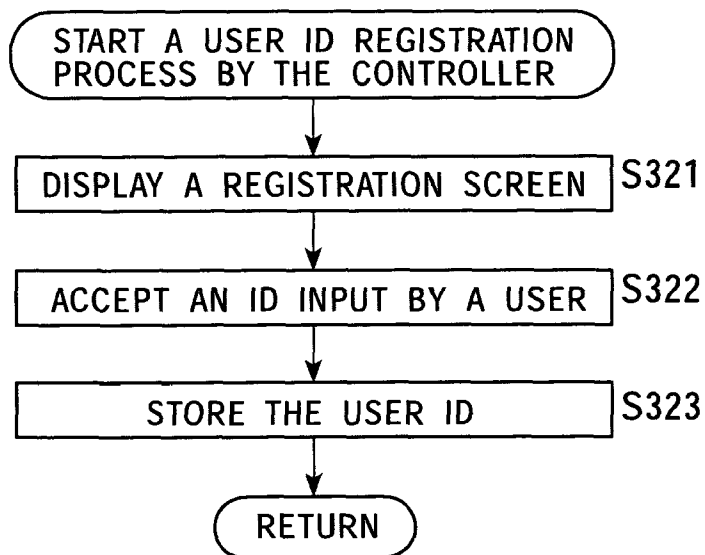 START A USER ID REGISTRATION
PROCESS BY THE CONTROLLER
DISPLAY A REGISTRATION SCREEN
S321
ACCEPT AN ID INPUT BY A USER
S322
STORE THE USER ID
S323
RETURN